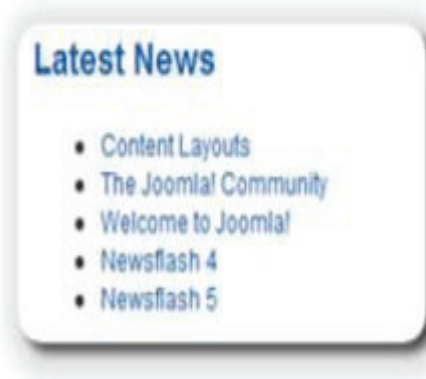 Latest News
Content Layouts
The Joomla! Community
Welcome to Joomla!
Newsflash 4
Newsflash 5